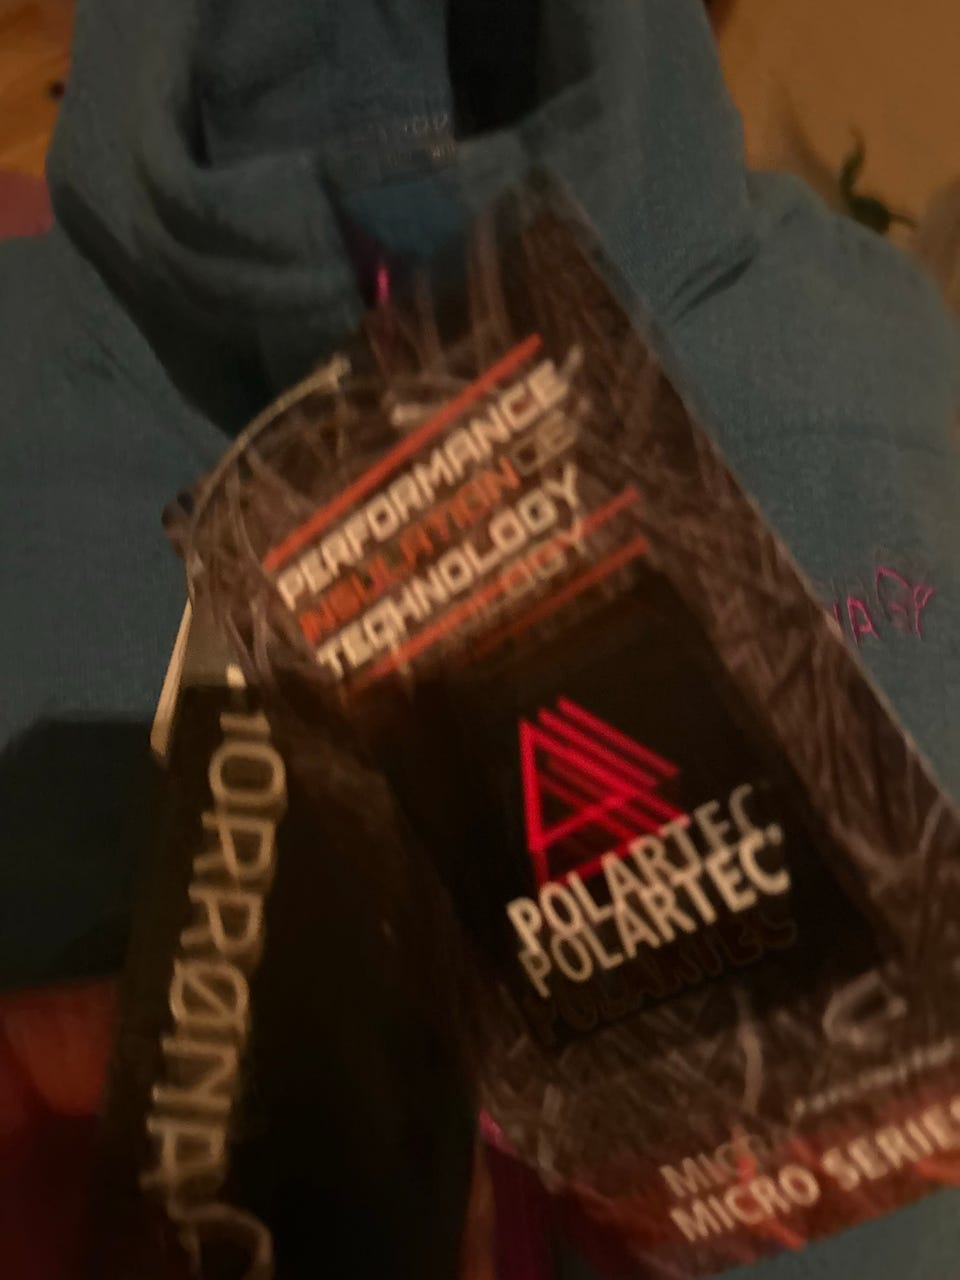 PERFORMANCE
INSULATION
TECHNOLOGY
POLARTEC
MICRO SERIES
NORRØNA